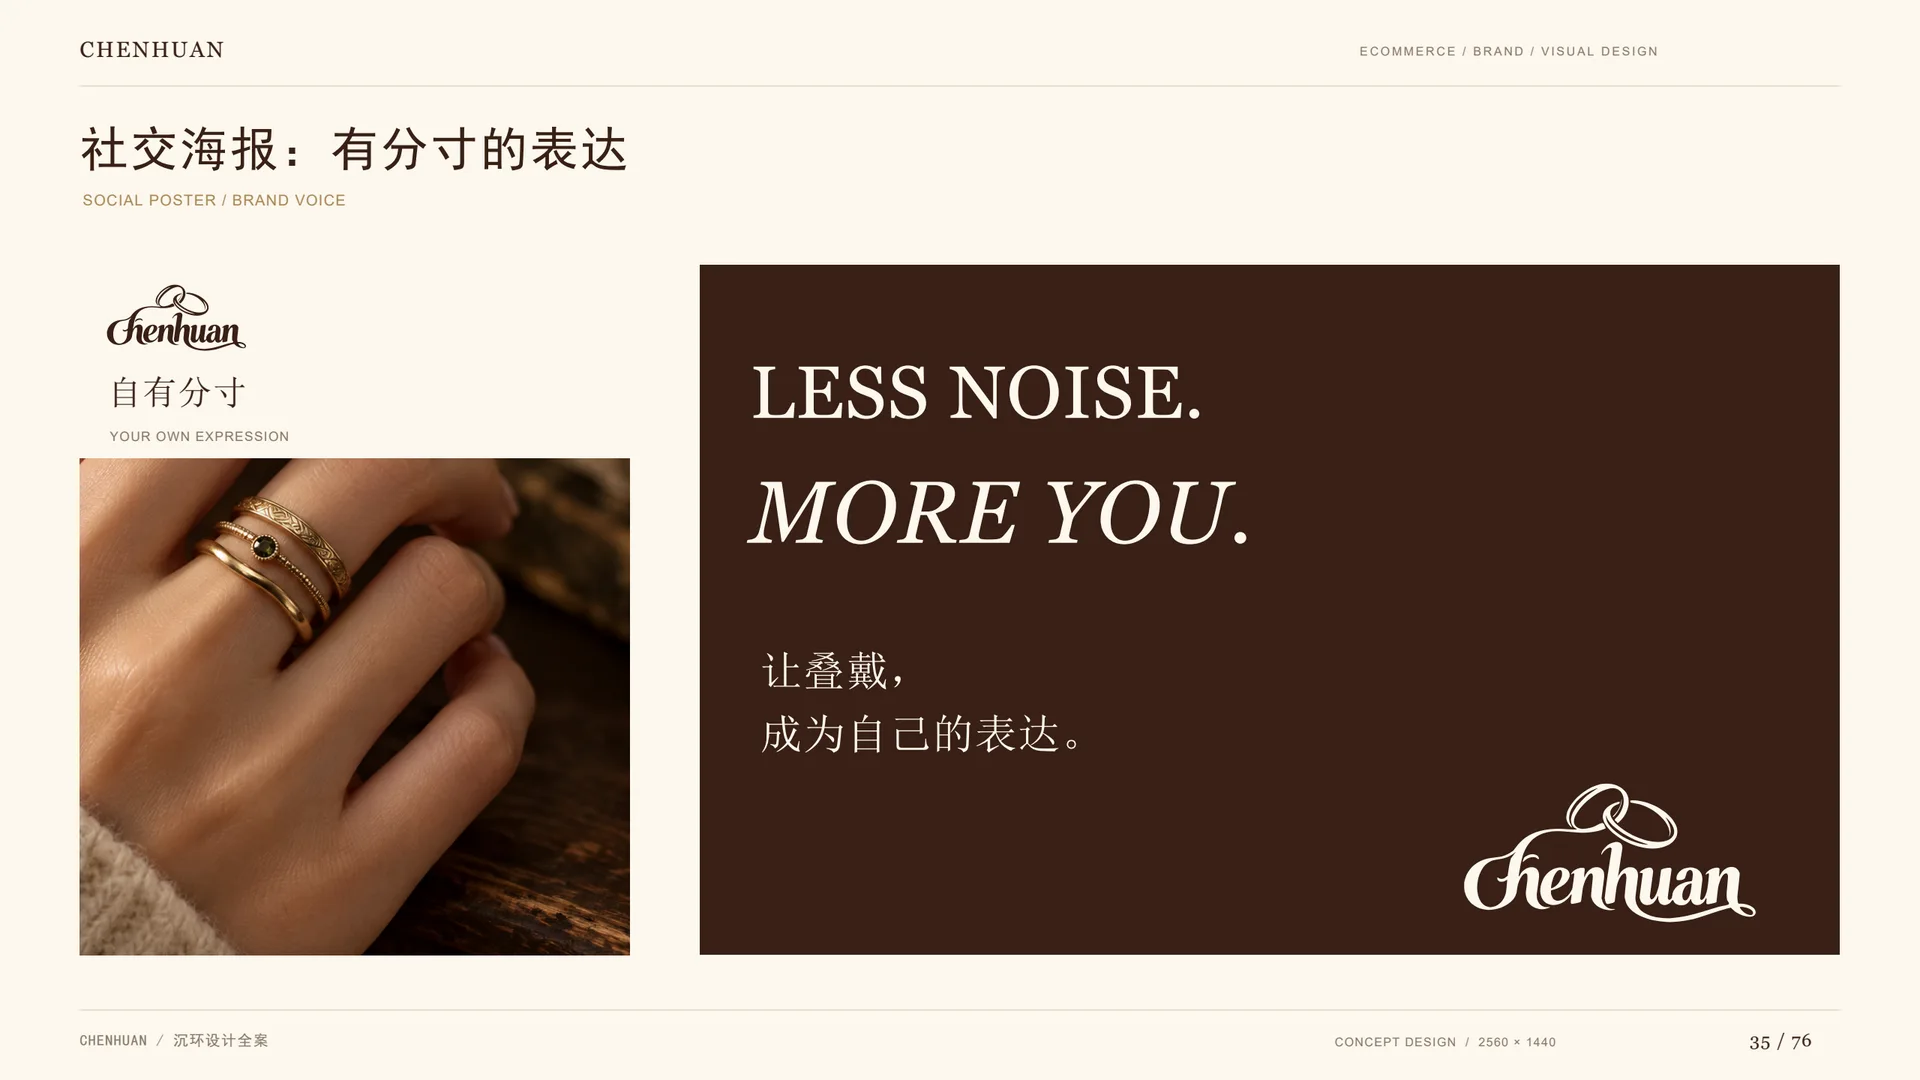 CHENHUAN
ECOMMERCE / BRAND / VISUAL DESIGN
社交海报：有分寸的表达
SOCIAL POSTER / BRAND VOICE
Chenhuan
自有分寸
YOUR OWN EXPRESSION
LESS NOISE.
MORE YOU.
让叠戴，
成为自己的表达。
Chenhuan
CHENHUAN / 沉环设计全案
CONCEPT DESIGN / 2560 × 1440
35 / 76